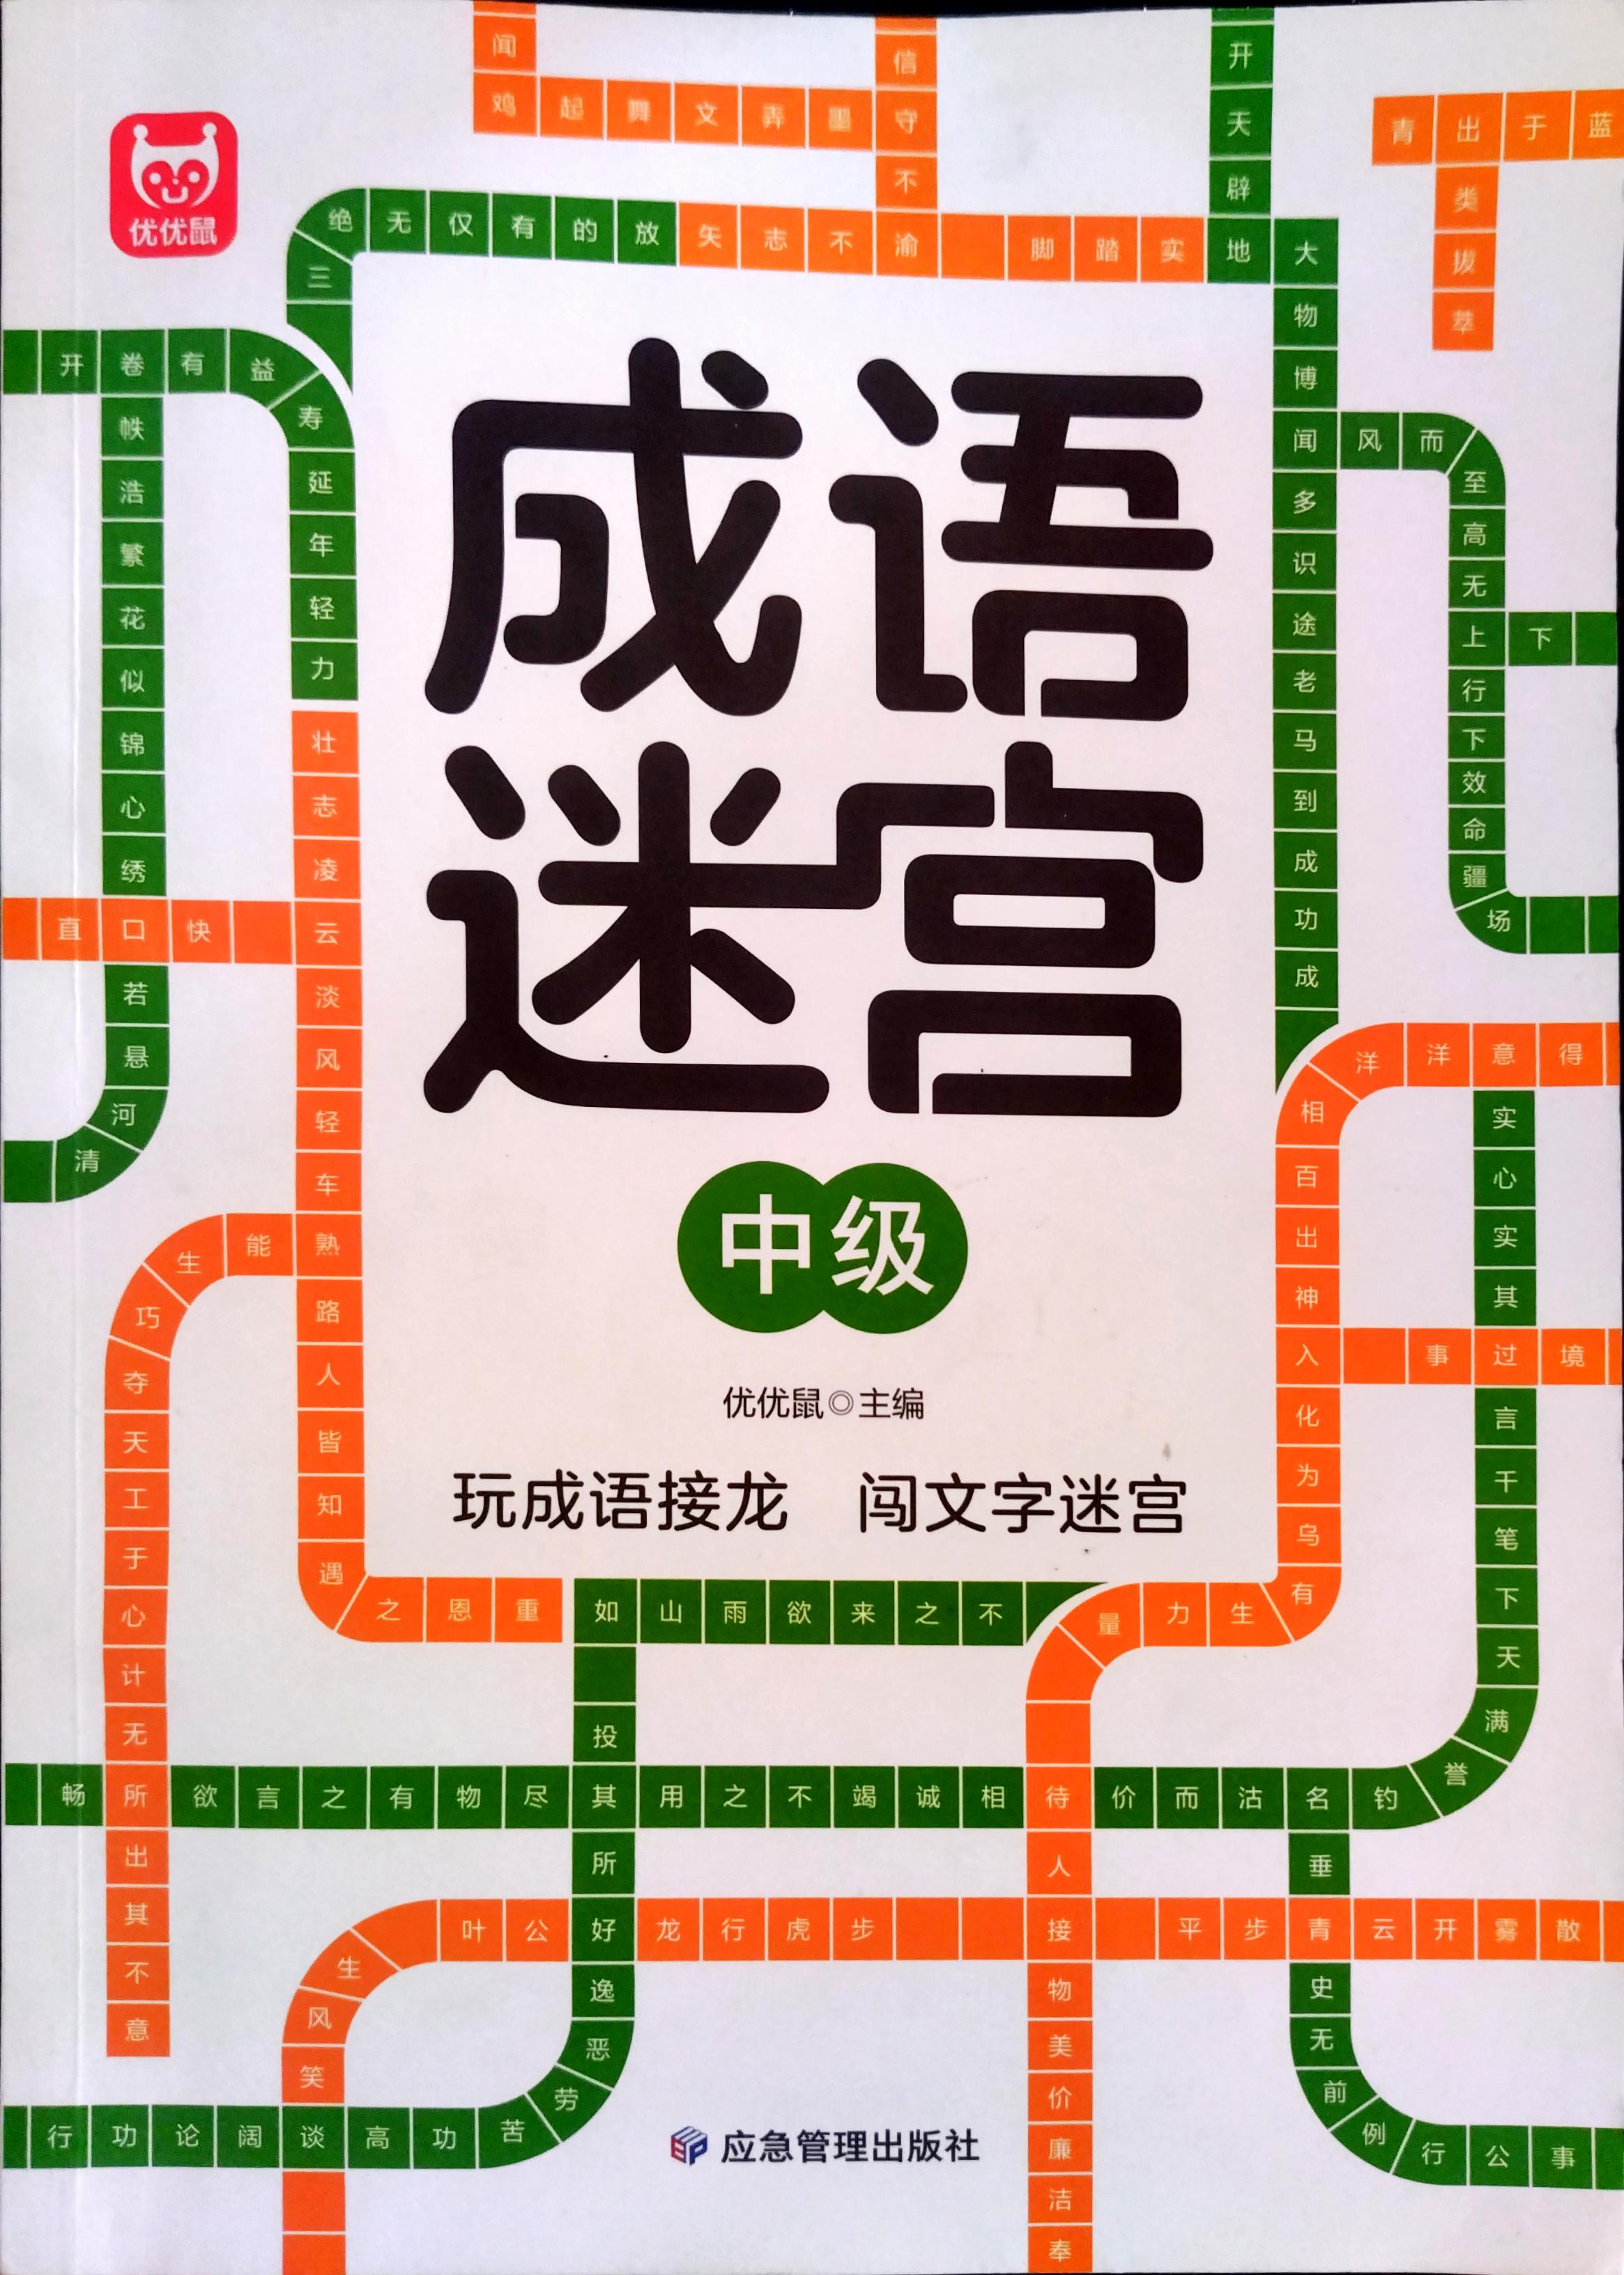 闻
鸡起舞文弄墨守
信
不
开天辟
青出于蓝
类拔萃
优优鼠
三绝无仅有的放矢志不渝
脚踏实地大
物博闻多识途老马到成功成
开卷有益寿延年轻力
帙浩繁花似锦心绣
风而至高无上行下效命疆场
下
成语
迷宫
壮志凌云淡风轻车熟路人皆知遇之恩重
直口快
若悬河清
洋洋意得
相百出神入化为乌有生力量
实心实其
事过境
言千笔下天满誉钓名沽而价
中级
能生巧夺天工于心计无所出其不意
优优鼠◎主编
玩成语接龙 闯文字迷宫
如山雨欲来之不
投其所好逸恶劳苦功高谈阔论功行
畅所欲言之有物尽其用之不竭诚相待
人接物美价廉洁奉
垂青史无前例行公事
叶公好龙行虎步
平步青云开雾散
生风笑
应急管理出版社